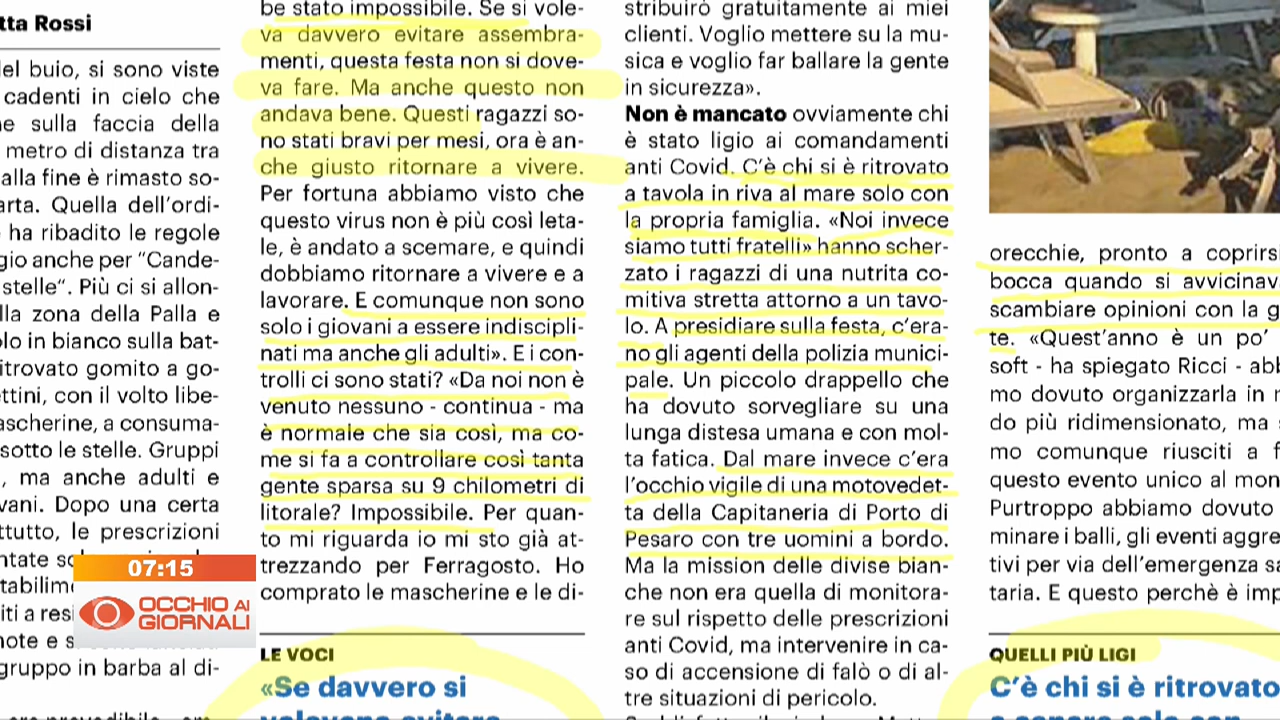 tta Rossi
del buio, si sono viste
cadenti in cielo che
sulla faccia della
metro di distanza tra
alla fine è rimasto so-
arta. Quella dell'ordi-
ha ribadito le regole
gio anche per "Cande-
stelle". Più ci si allon-
lla zona della Palla e
olo in bianco sulla bat-
itrovato gomito a go-
ettini, con il volto libe-
ascherine, a consuma-
sotto le stelle. Gruppi
, ma anche adulti e
vani. Dopo una certa
ttutto, le prescrizioni
ntate
tabilim
iti a resi
note e s
gruppo in barba al di-
07:15
OCCHIO AI
GIORNALI
be stato impossibile. Se si vole-
va davvero evitare assembra-
menti, questa festa non si dove-
va fare. Ma anche questo non
andava bene. Questi ragazzi so-
no stati bravi per mesi, ora è an-
che giusto ritornare a vivere.
Per fortuna abbiamo visto che
questo virus non è più così leta-
le, è andato a scemare, e quindi
dobbiamo ritornare a vivere e a
lavorare. E comunque non sono
solo i giovani a essere indiscipli-
nati ma anche gli adulti». E i con-
trolli ci sono stati? «Da noi non è
venuto nessuno - continua - ma
è normale che sia così, ma co-
me si fa a controllare così tanta
gente sparsa su 9 chilometri di
litorale? Impossibile. Per quan-
to mi riguarda io mi sto già at-
trezzando per Ferragosto. Ho
comprato le mascherine e le di-
LE VOCI
«Se davvero si
volevano evitare
stribuirò gratuitamente ai miei
clienti. Voglio mettere su la mu-
sica e voglio far ballare la gente
in sicurezza».
Non è mancato ovviamente chi
è stato ligio ai comandamenti
anti Covid. C'è chi si è ritrovato
a tavola in riva al mare solo con
la propria famiglia. «Noi invece
siamo tutti fratelli» hanno scher-
zato i ragazzi di una nutrita co-
mitiva stretta attorno a un tavo-
lo. A presidiare sulla festa, c'era-
no gli agenti della polizia munici-
pale. Un piccolo drappello che
ha dovuto sorvegliare su una
lunga distesa umana e con mol-
ta fatica. Dal mare invece c'era
l'occhio vigile di una motovedet-
ta della Capitaneria di Porto di
Pesaro con tre uomini a bordo.
Ma la mission delle divise bian-
che non era quella di monitora-
re sul rispetto delle prescrizioni
anti Covid, ma intervenire in ca-
so di accensione di falò o di al-
tre situazioni di pericolo.
orecchie, pronto a coprirsi
bocca quando si avvicinava
scambiare opinioni con la g
te. «Quest'anno è un po'
soft - ha spiegato Ricci - abb
mo dovuto organizzarla in m
do più ridimensionato, ma s
mo comunque riusciti a f
questo evento unico al mon
Purtroppo abbiamo dovuto
minare i balli, gli eventi aggre
tivi per via dell'emergenza sa
taria. E questo perchè è imp
QUELLI PIÙ LIGI
C'è chi si è ritrovato
a cenare solo con